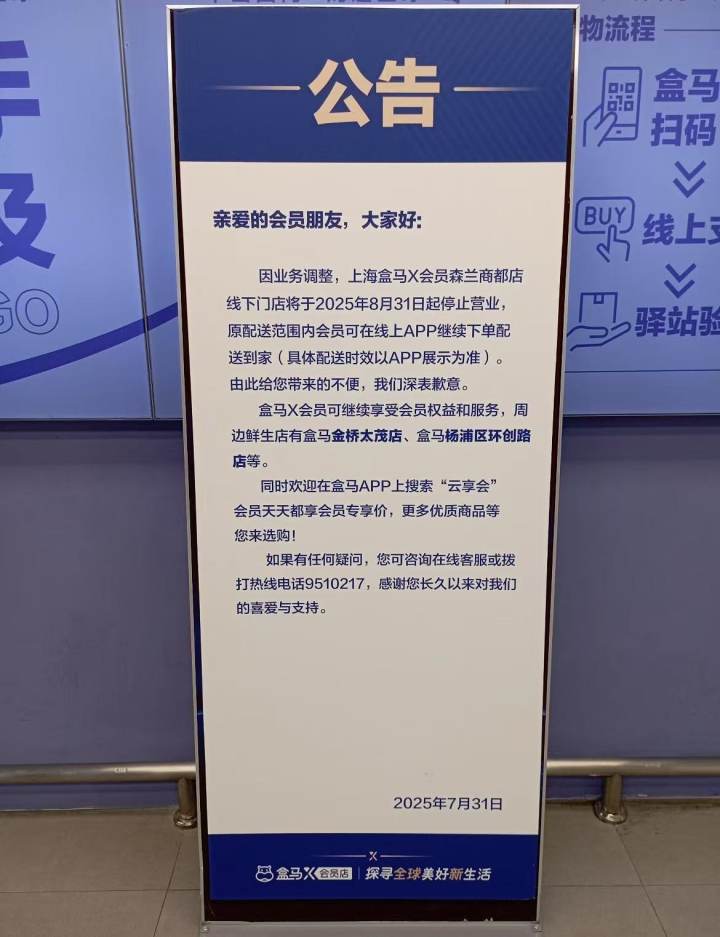 公告
亲爱的会员朋友，大家好：
因业务调整，上海盒马X会员森兰商都店
线下门店将于2025年8月31日起停止营业，
原配送范围内会员可在线上APP继续下单配
送到家（具体配送时效以APP展示为准）。
由此给您带来的不便，我们深表歉意。
盒马X会员可继续享受会员权益和服务，周
边鲜生店有盒马金桥太茂店、盒马杨浦区环创路
店等。
同时欢迎在盒马APP上搜索“云享会”
会员天天都享会员专享价，更多优质商品等
您来选购！
如果有任何疑问，您可咨询在线客服或拨
打热线电话9510217，感谢您长久以来对我们
的喜爱与支持。
2025年7月31日
X
盒马X会员店 探寻全球美好新生活
物流程
盒马
扫码
BUY
线上支
驿站验
GO